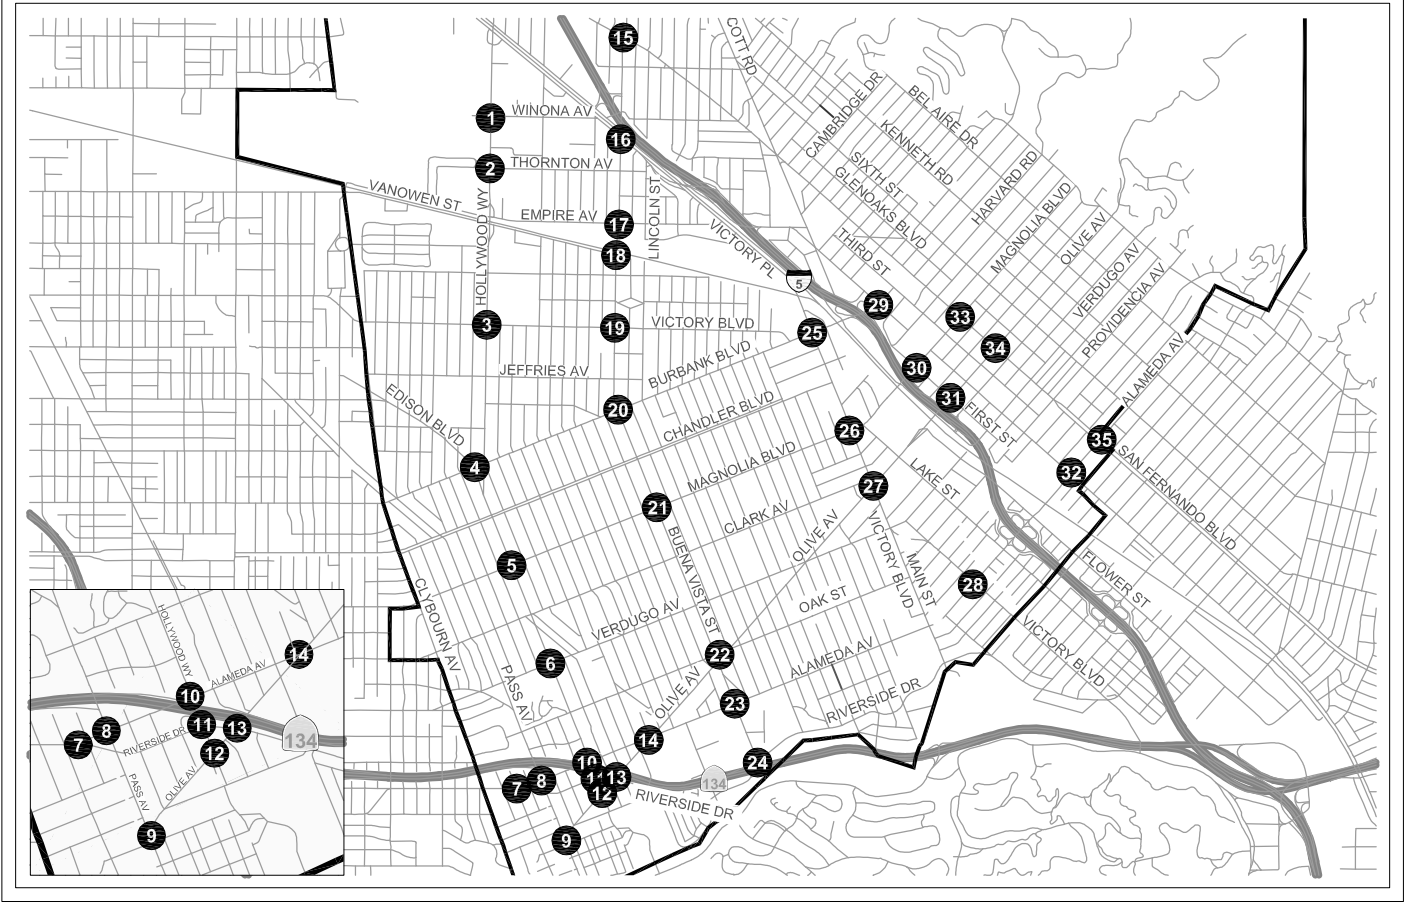 15
COTT RD
1
WINONA AV
16
CAMBRIDGE DR
BEL AIRE DR
KENNETH RD
2
THORNTON AV
SIXTH ST
GLENOAKS BLVD
HARVARD RD
VANOWEN ST
HOLLYWOOD WY
EMPIRE AV
17
LINCOLN ST
VICTORY PL
MAGNOLIA BLVD
OLIVE AV
18
THIRD ST
VERDUGO AV
PROVIDENCIA AV
5
29
33
3
19
VICTORY BLVD
25
34
JEFFRIES AV
BURBANK BLVD
30
ALAMEDA AV
EDISON BLVD
20
CHANDLER BLVD
31
FIRST ST
26
35
4
MAGNOLIA BLVD
LAKE ST
32
SAN FERNANDO BLVD
27
21
CLARK AV
OLIVE AV
VICTORY BLVD
5
BUENA VISTA ST
MAIN ST
28
FLOWER ST
CLYBOURN AV
VERDUGO AV
OAK ST
VICTORY BLVD
6
22
ALAMEDA AV
PASS AV
OLIVE AV
23
RIVERSIDE DR
14
24
10
11
13
8
7
12
134
RIVERSIDE DR
9
HOLLYWOOD WY
14
ALAMEDA AV
10
11
13
8
7
RIVERSIDE DR
12
134
PASS AV
OLIVE AV
9